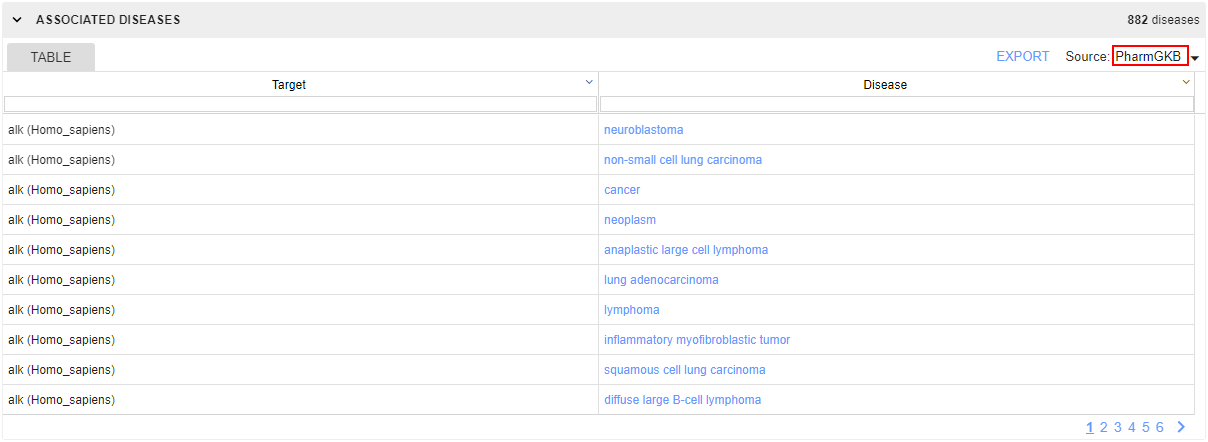 ASSOCIATED DISEASES 882 diseases
TABLE EXPORT Source: PharmGKB
Target Disease
alk (Homo_sapiens) neuroblastoma
alk (Homo_sapiens) non-small cell lung carcinoma
alk (Homo_sapiens) cancer
alk (Homo_sapiens) neoplasm
alk (Homo_sapiens) anaplastic large cell lymphoma
alk (Homo_sapiens) lung adenocarcinoma
alk (Homo_sapiens) lymphoma
alk (Homo_sapiens) inflammatory myofibroblastic tumor
alk (Homo_sapiens) squamous cell lung carcinoma
alk (Homo_sapiens) diffuse large B-cell lymphoma
1 2 3 4 5 6